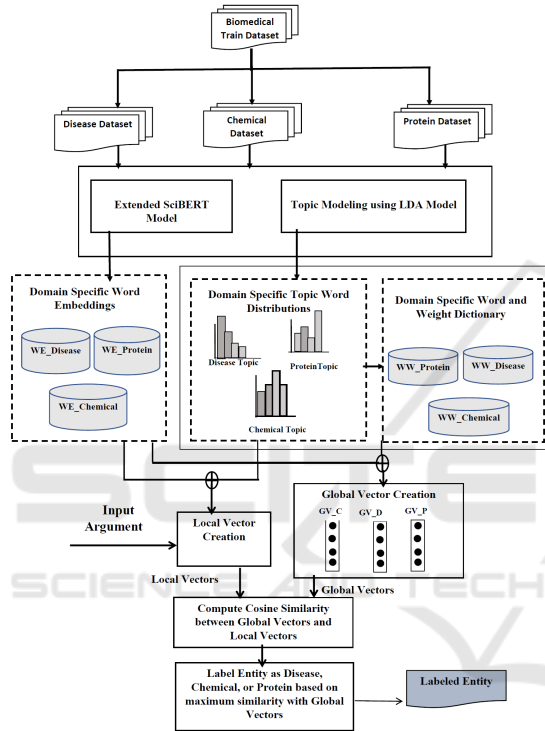 Biomedical
Train Dataset
Disease Dataset
Chemical
Dataset
Protein Dataset
Extended SciBERT
Model
Topic Modeling using LDA Model
Domain Specific Word
Embeddings
WE_Disease
WE_Protein
WE_Chemical
Domain Specific Topic Word
Distributions
Disease Topic
ProteinTopic
Chemical Topic
Domain Specific Word and
Weight Dictionary
WW_Protein
WW_Disease
WW_Chemical
Input
Argument
Local Vector
Creation
Global Vector Creation
GV_C
GV_D
GV_P
Local Vectors
Global Vectors
Compute Cosine Similarity
between Global Vectors and
Local Vectors
Label Entity as Disease,
Chemical, or Protein based on
maximum similarity with Global
Vectors
Labeled Entity
SCITE
SCIENCE AND TECH